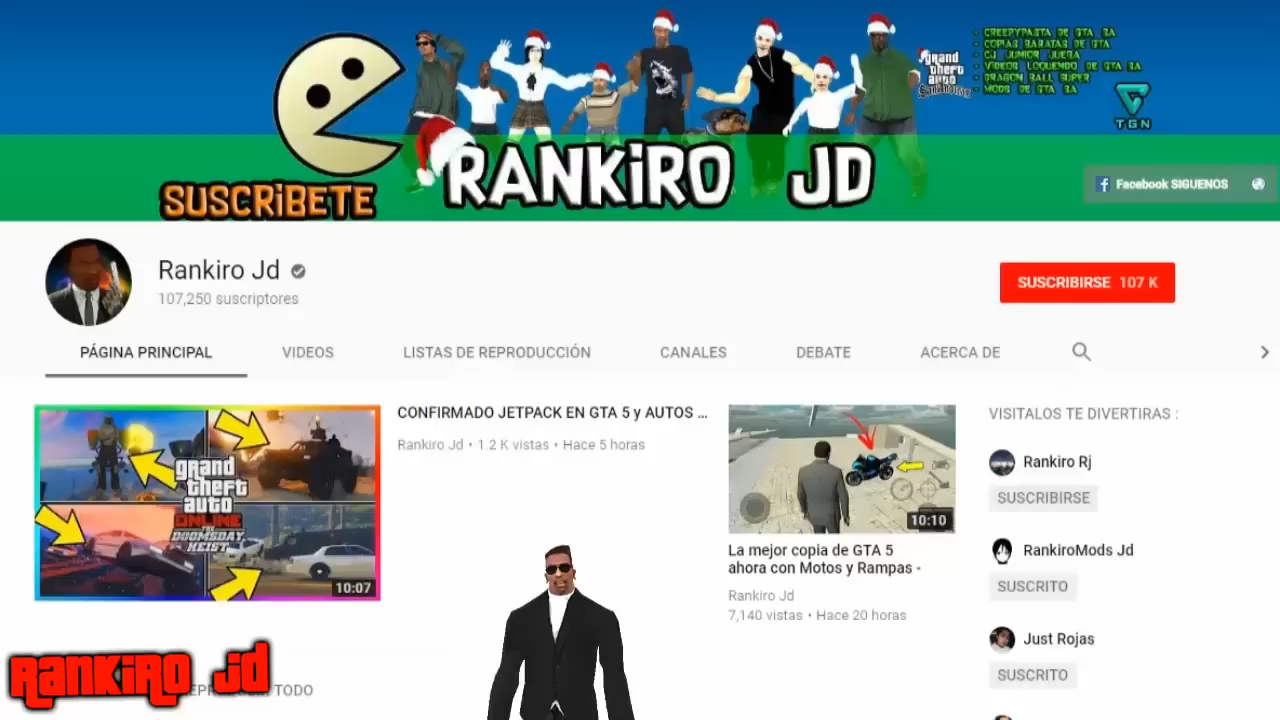 - CREEPYPASTA DE GTA SA
- COPIAS BARATAS DE GTA
- CJ JUNIOR JUEGA
- VIDEOS LOQUENDO DE GTA SA
- DRAGON BALL SUPER
- MODS DE GTA SA
grand
theft
auto
SanAndreas
TGN
RANKiRO JD
SUSCRiBETE
Facebook SIGUENOS
Rankiro Jd
107,250 suscriptores
SUSCRIBIRSE 107 K
PÁGINA PRINCIPAL
VIDEOS
LISTAS DE REPRODUCCIÓN
CANALES
DEBATE
ACERCA DE
grand
theft
auto
ONLINE
THE
DOOMSDAY
HEIST
10:07
CONFIRMADO JETPACK EN GTA 5 y AUTOS ...
Rankiro Jd • 1.2 K vistas • Hace 5 horas
10:10
La mejor copia de GTA 5
ahora con Motos y Rampas -
Rankiro Jd
7,140 vistas • Hace 20 horas
VISITALOS TE DIVERTIRAS :
Rankiro Rj
SUSCRIBIRSE
RankiroMods Jd
SUSCRITO
Just Rojas
SUSCRITO
RANKIRO JD
TODO